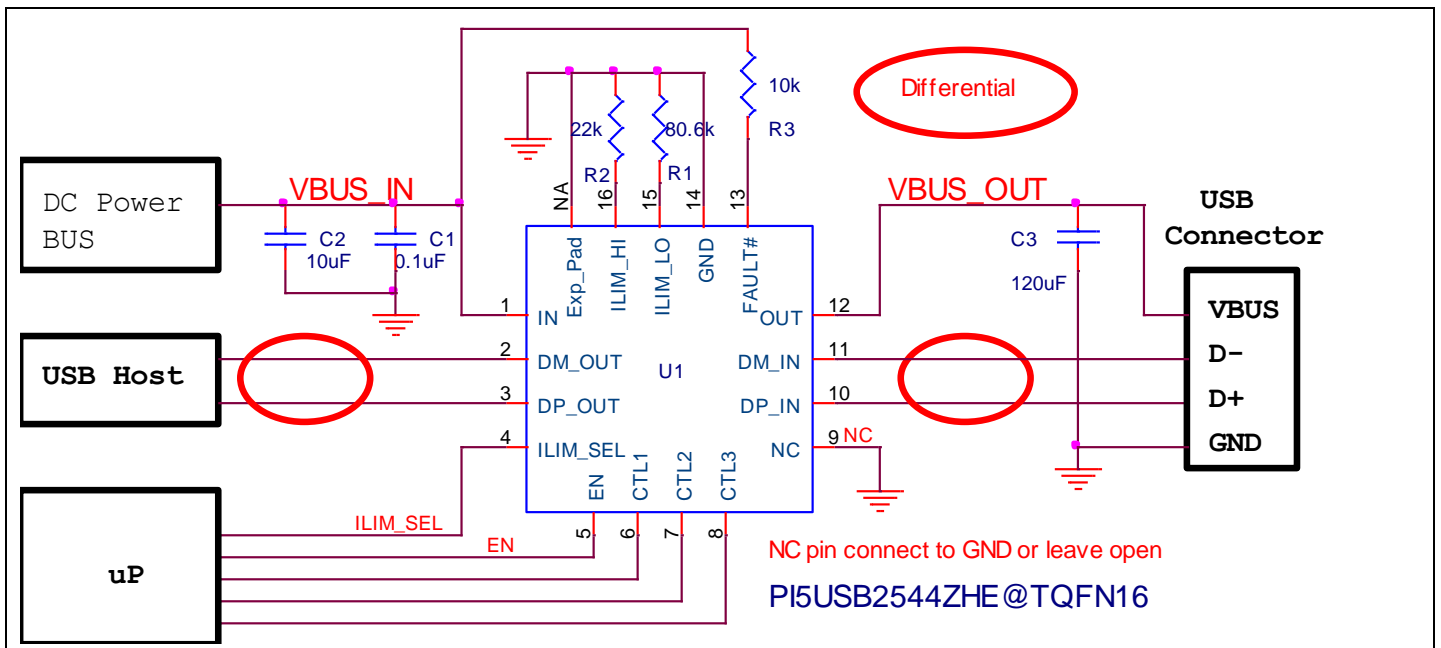 Differential
10k
R3
22k
80.6k
R2
R1
DC Power
BUS
VBUS_IN
C2
10uF
C1
0.1uF
NA
16
15
14
13
Exp_Pad
ILIM_HI
ILIM_LO
GND
FAULT#
VBUS_OUT
C3
120uF
USB
Connector
VBUS
D-
D+
GND
USB Host
1
IN
2
DM_OUT
3
DP_OUT
4
ILIM_SEL
U1
OUT
12
DM_IN
11
DP_IN
10
NC
9
NC
EN
CTL1
CTL2
CTL3
5
6
7
8
uP
ILIM_SEL
EN
NC pin connect to GND or leave open
PI5USB2544ZHE@TQFN16